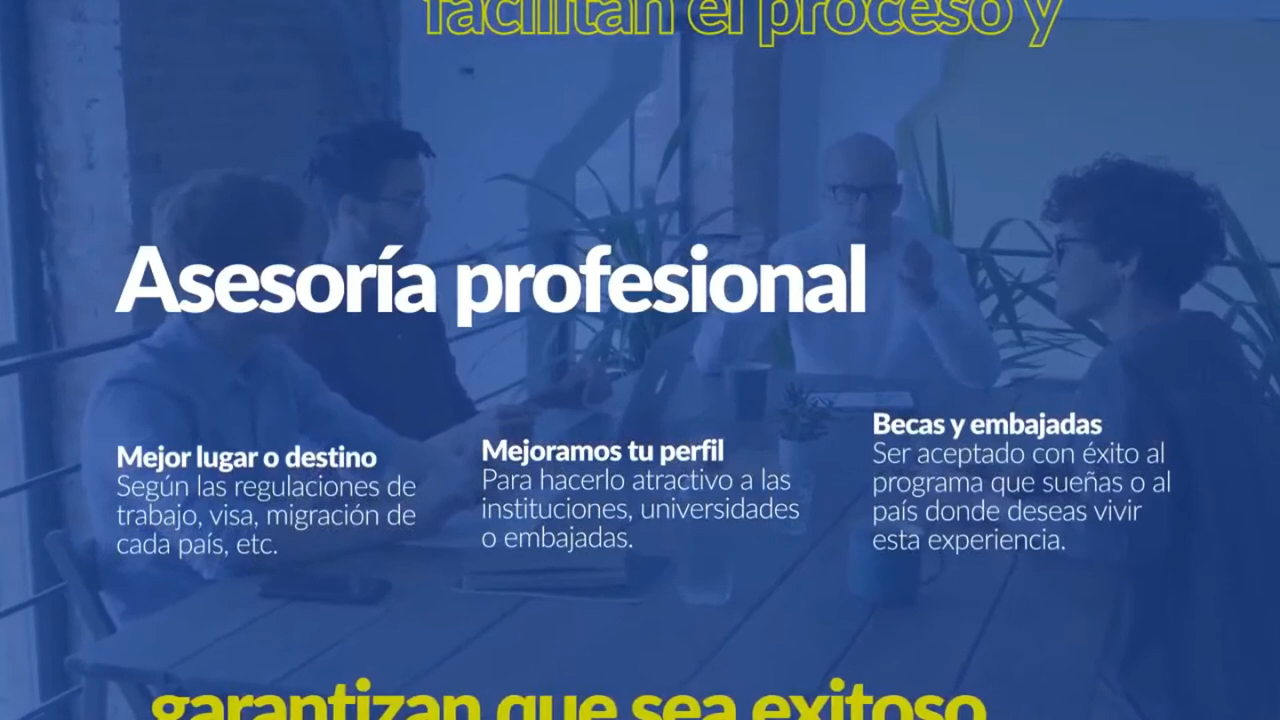 facilitan el proceso y
Asesoría profesional
Mejor lugar o destino
Según las regulaciones de
trabajo, visa, migración de
cada país, etc.
Mejoramos tu perfil
Para hacerlo atractivo a las
instituciones, universidades
o embajadas.
Becas y embajadas
Ser aceptado con éxito al
programa que sueñas o al
país donde deseas vivir
esta experiencia.
garantizan que sea exitoso